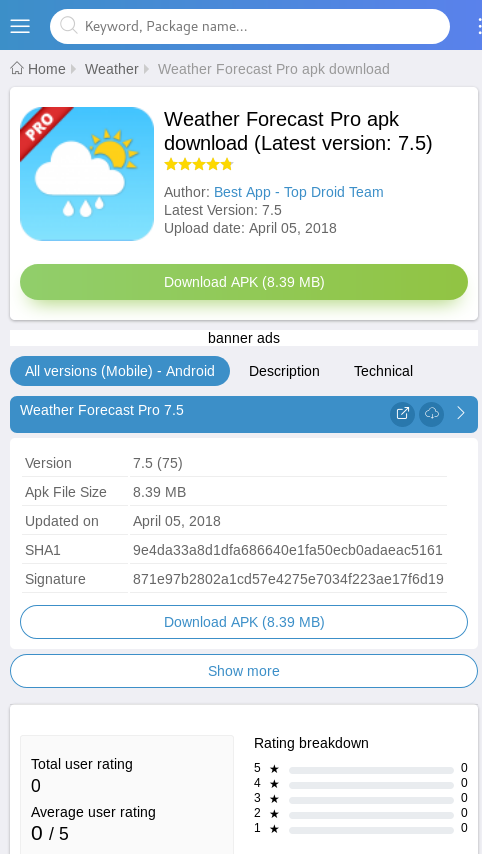 Keyword, Package name...
Home Weather Weather Forecast Pro apk download
PRO
Weather Forecast Pro apk
download (Latest version: 7.5)
Author: Best App - Top Droid Team
Latest Version: 7.5
Upload date: April 05, 2018
Download APK (8.39 MB)
banner ads
All versions (Mobile) - Android Description Technical
Weather Forecast Pro 7.5
Version 7.5 (75)
Apk File Size 8.39 MB
Updated on April 05, 2018
SHA1 9e4da33a8d1dfa686640e1fa50ecb0adaeac5161
Signature 871e97b2802a1cd57e4275e7034f223ae17f6d19
Download APK (8.39 MB)
Show more
Rating breakdown
Total user rating
0
Average user rating
0 / 5
5 ★ 0
4 ★ 0
3 ★ 0
2 ★ 0
1 ★ 0